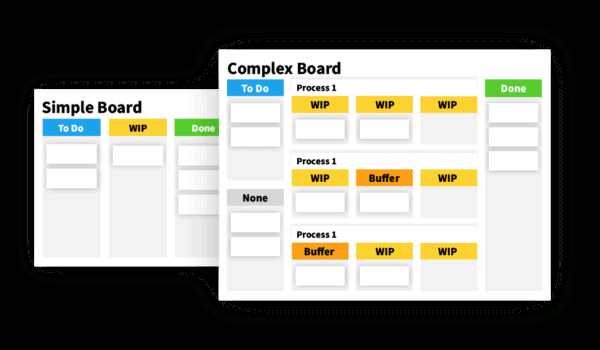 Simple Board
To Do
WIP
Done
Complex Board
To Do
None
Process 1
WIP
WIP
WIP
Process 1
WIP
Buffer
WIP
Process 1
Buffer
WIP
WIP
Done